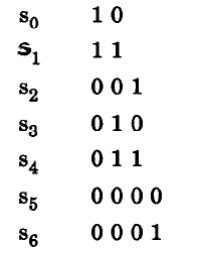 s₀ 1 0
s₁ 1 1
s₂ 0 0 1
s₃ 0 1 0
s₄ 0 1 1
s₅ 0 0 0 0
s₆ 0 0 0 1